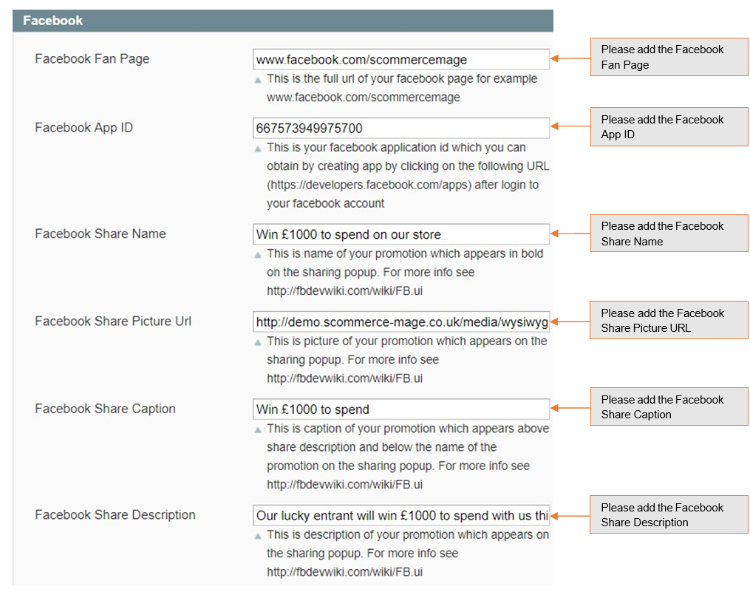 Facebook
Facebook Fan Page
www.facebook.com/scommercemage
Please add the Facebook
Fan Page
This is the full url of your facebook page for example
www.facebook.com/scommercemage
Facebook App ID
667573949975700
Please add the Facebook
App ID
This is your facebook application id which you can
obtain by creating app by clicking on the following URL
(https://developers.facebook.com/apps) after login to
your facebook account
Facebook Share Name
Win £1000 to spend on our store
Please add the Facebook
Share Name
This is name of your promotion which appears in bold
on the sharing popup. For more info see
http://fbdevwiki.com/wiki/FB.ui
Facebook Share Picture Url
http://demo.scommerce-mage.co.uk/media/wysiwyg
Please add the Facebook
Share Picture URL
This is picture of your promotion which appears on the
sharing popup. For more info see
http://fbdevwiki.com/wiki/FB.ui
Facebook Share Caption
Win £1000 to spend
Please add the Facebook
Share Caption
This is caption of your promotion which appears above
share description and below the name of the
promotion on the sharing popup. For more info see
http://fbdevwiki.com/wiki/FB.ui
Facebook Share Description
Our lucky entrant will win £1000 to spend with us thi
Please add the Facebook
Share Description
This is description of your promotion which appears on
the sharing popup. For more info see
http://fbdevwiki.com/wiki/FB.ui